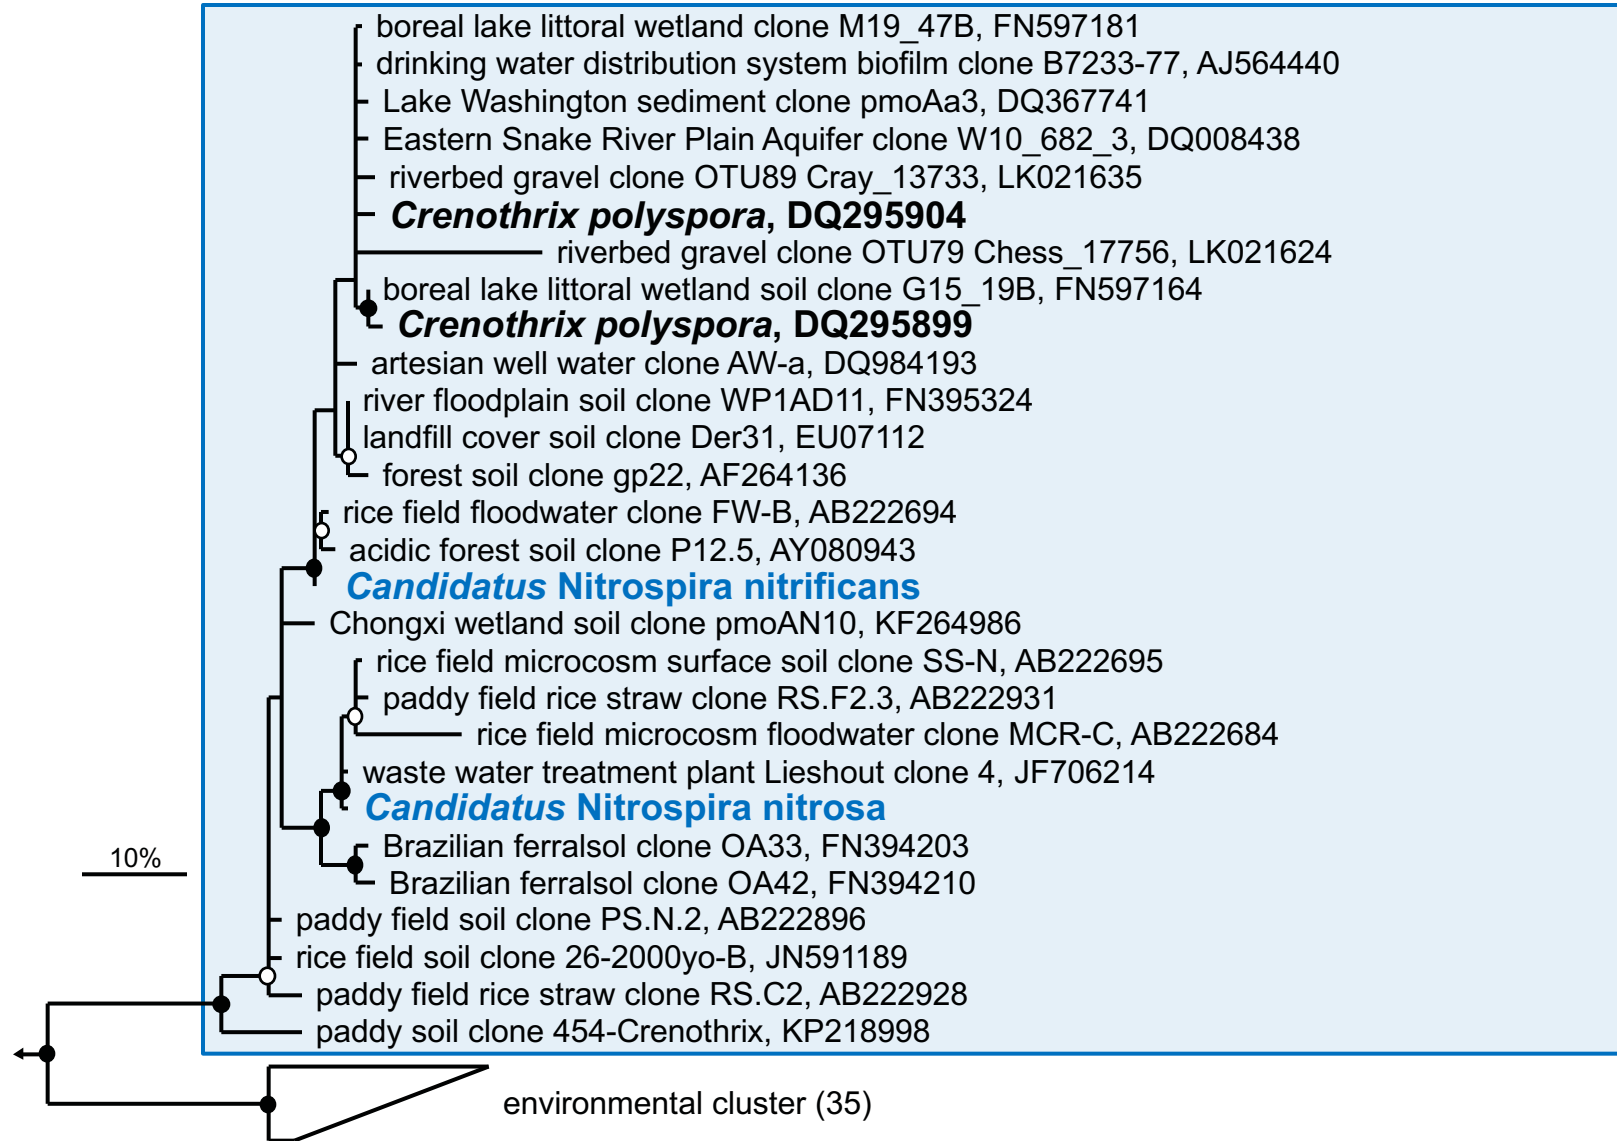 boreal lake littoral wetland clone M19_47B, FN597181
drinking water distribution system biofilm clone B7233-77, AJ564440
Lake Washington sediment clone pmoAa3, DQ367741
Eastern Snake River Plain Aquifer clone W10_682_3, DQ008438
riverbed gravel clone OTU89 Cray_13733, LK021635
Crenothrix polyspora, DQ295904
riverbed gravel clone OTU79 Chess_17756, LK021624
boreal lake littoral wetland soil clone G15_19B, FN597164
Crenothrix polyspora, DQ295899
artesian well water clone AW-a, DQ984193
river floodplain soil clone WP1AD11, FN395324
landfill cover soil clone Der31, EU07112
forest soil clone gp22, AF264136
rice field floodwater clone FW-B, AB222694
acidic forest soil clone P12.5, AY080943
Candidatus Nitrospira nitrificans
Chongxi wetland soil clone pmoAN10, KF264986
rice field microcosm surface soil clone SS-N, AB222695
paddy field rice straw clone RS.F2.3, AB222931
rice field microcosm floodwater clone MCR-C, AB222684
waste water treatment plant Lieshout clone 4, JF706214
Candidatus Nitrospira nitrosa
Brazilian ferralsol clone OA33, FN394203
10%
Brazilian ferralsol clone OA42, FN394210
paddy field soil clone PS.N.2, AB222896
rice field soil clone 26-2000yo-B, JN591189
paddy field rice straw clone RS.C2, AB222928
paddy soil clone 454-Crenothrix, KP218998
environmental cluster (35)